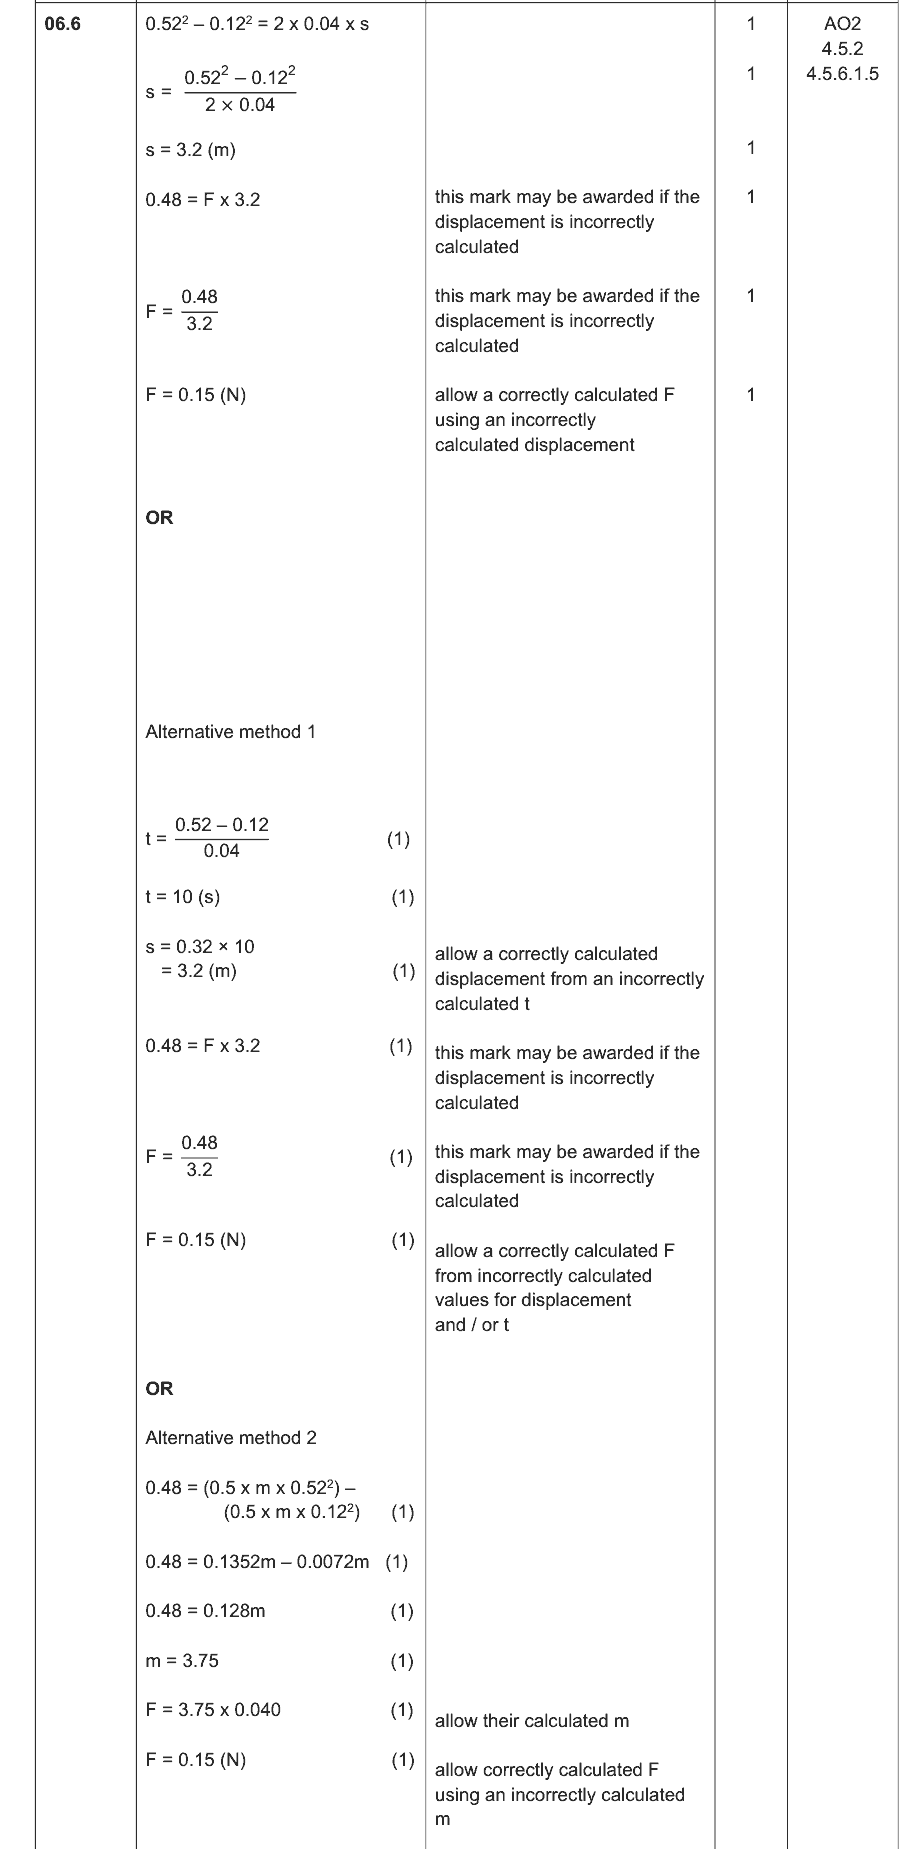 06.6 0.52² – 0.12² = 2 x 0.04 x s 1 AO2
4.5.2
s = (0.52² – 0.12²) / (2 × 0.04) 1 4.5.6.1.5
s = 3.2 (m) 1
0.48 = F x 3.2 this mark may be awarded if the 1
displacement is incorrectly
calculated
F = 0.48 / 3.2 this mark may be awarded if the 1
displacement is incorrectly
calculated
F = 0.15 (N) allow a correctly calculated F 1
using an incorrectly
calculated displacement
OR
Alternative method 1
t = (0.52 – 0.12) / 0.04 (1)
t = 10 (s) (1)
s = 0.32 × 10
= 3.2 (m) (1)
allow a correctly calculated
displacement from an incorrectly
calculated t
0.48 = F x 3.2 (1)
this mark may be awarded if the
displacement is incorrectly
calculated
F = 0.48 / 3.2 (1)
this mark may be awarded if the
displacement is incorrectly
calculated
F = 0.15 (N) (1)
allow a correctly calculated F
from incorrectly calculated
values for displacement
and / or t
OR
Alternative method 2
0.48 = (0.5 x m x 0.52²) –
(0.5 x m x 0.12²) (1)
0.48 = 0.1352m – 0.0072m (1)
0.48 = 0.128m (1)
m = 3.75 (1)
F = 3.75 x 0.040 (1)
allow their calculated m
F = 0.15 (N) (1)
allow correctly calculated F
using an incorrectly calculated
m